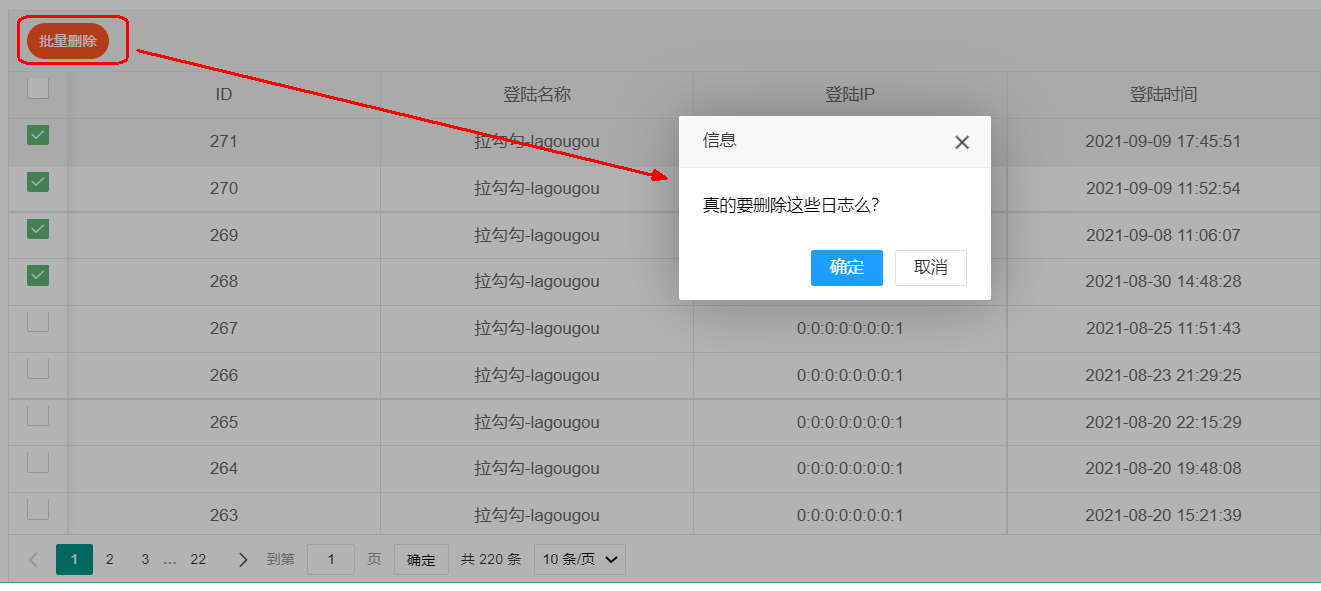 批量删除
ID 登陆名称 登陆IP 登陆时间
271 拉勾勾-lagougou 2021-09-09 17:45:51
270 拉勾勾-lagougou 2021-09-09 11:52:54
269 拉勾勾-lagougou 2021-09-08 11:06:07
268 拉勾勾-lagougou 2021-08-30 14:48:28
267 拉勾勾-lagougou 0:0:0:0:0:0:0:1 2021-08-25 11:51:43
266 拉勾勾-lagougou 0:0:0:0:0:0:0:1 2021-08-23 21:29:25
265 拉勾勾-lagougou 0:0:0:0:0:0:0:1 2021-08-20 22:15:29
264 拉勾勾-lagougou 0:0:0:0:0:0:0:1 2021-08-20 19:48:08
263 拉勾勾-lagougou 0:0:0:0:0:0:0:1 2021-08-20 15:21:39
信息
真的要删除这些日志么?
确定 取消
1 2 3 ... 22 到第 1 页 确定 共 220 条 10 条/页